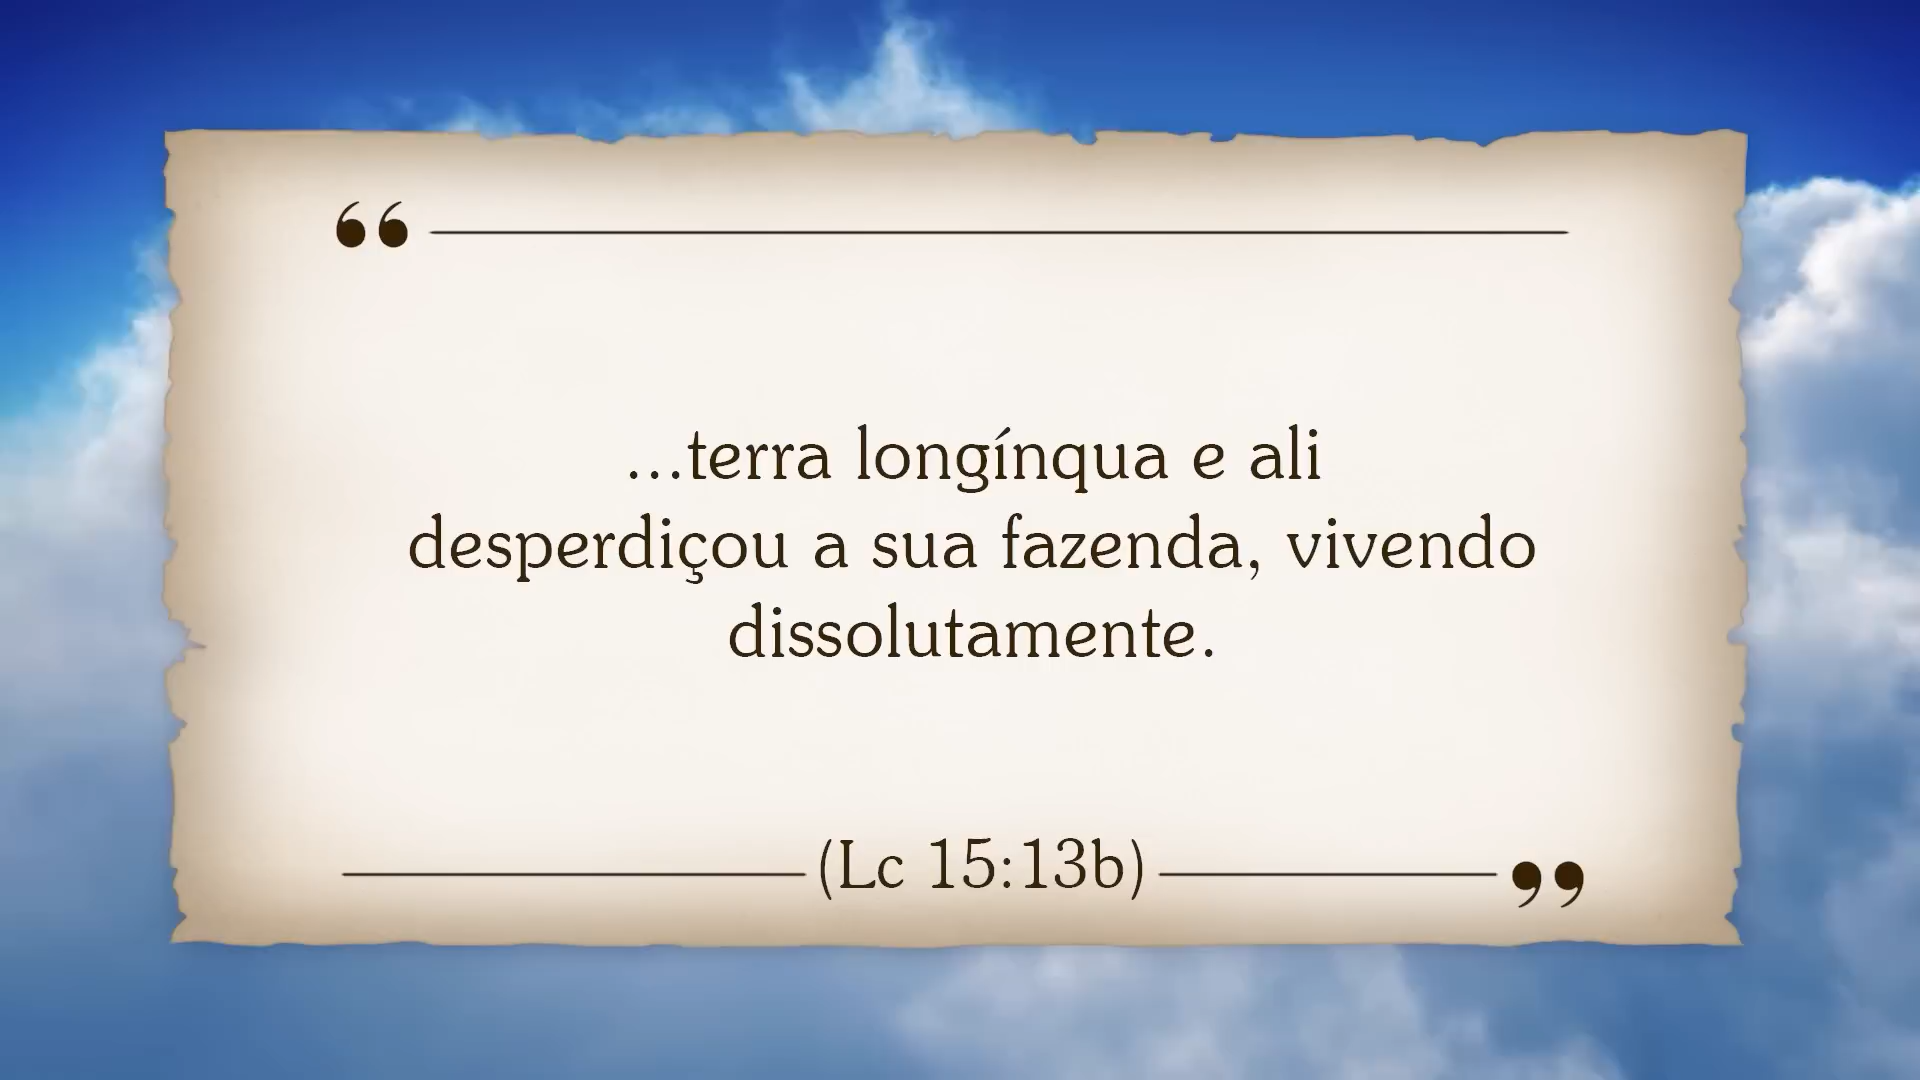 “
...terra longínqua e ali
desperdiçou a sua fazenda, vivendo
dissolutamente.
(Lc 15:13b)
”